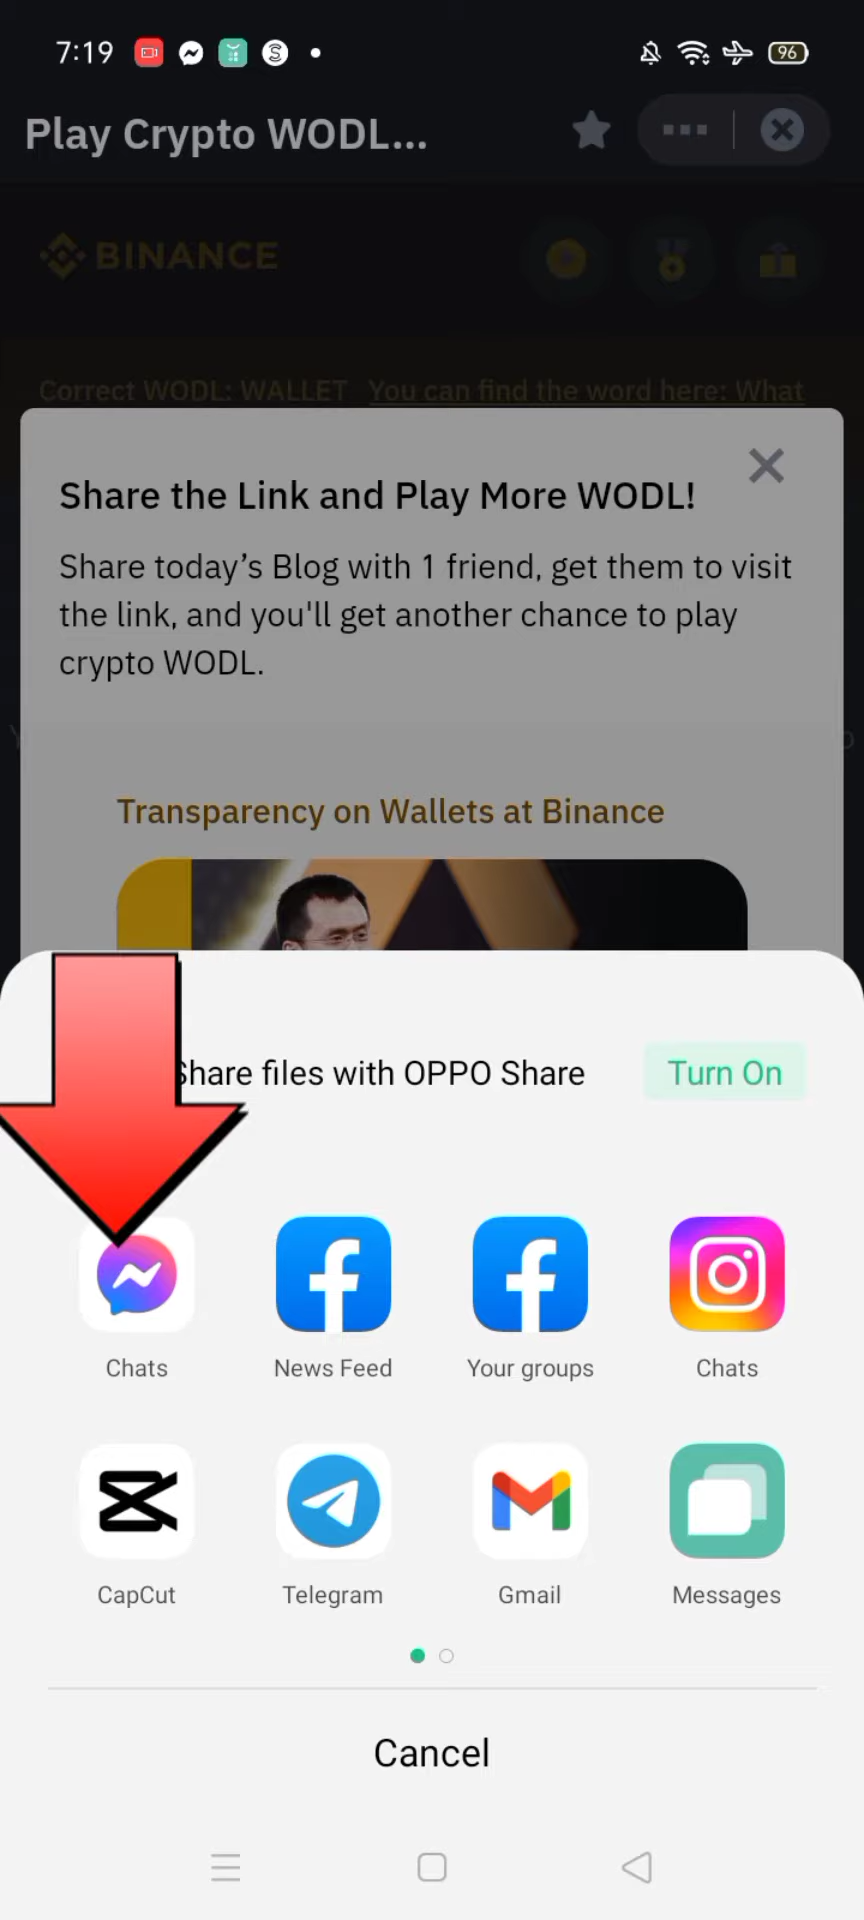 7:19
96
Play Crypto WODL...
BINANCE
Correct WODL: WALLET You can find the word here: What
Share the Link and Play More WODL!
Share today’s Blog with 1 friend, get them to visit
the link, and you'll get another chance to play
crypto WODL.
Transparency on Wallets at Binance
Share files with OPPO Share
Turn On
Chats
News Feed
Your groups
Chats
CapCut
Telegram
Gmail
Messages
Cancel